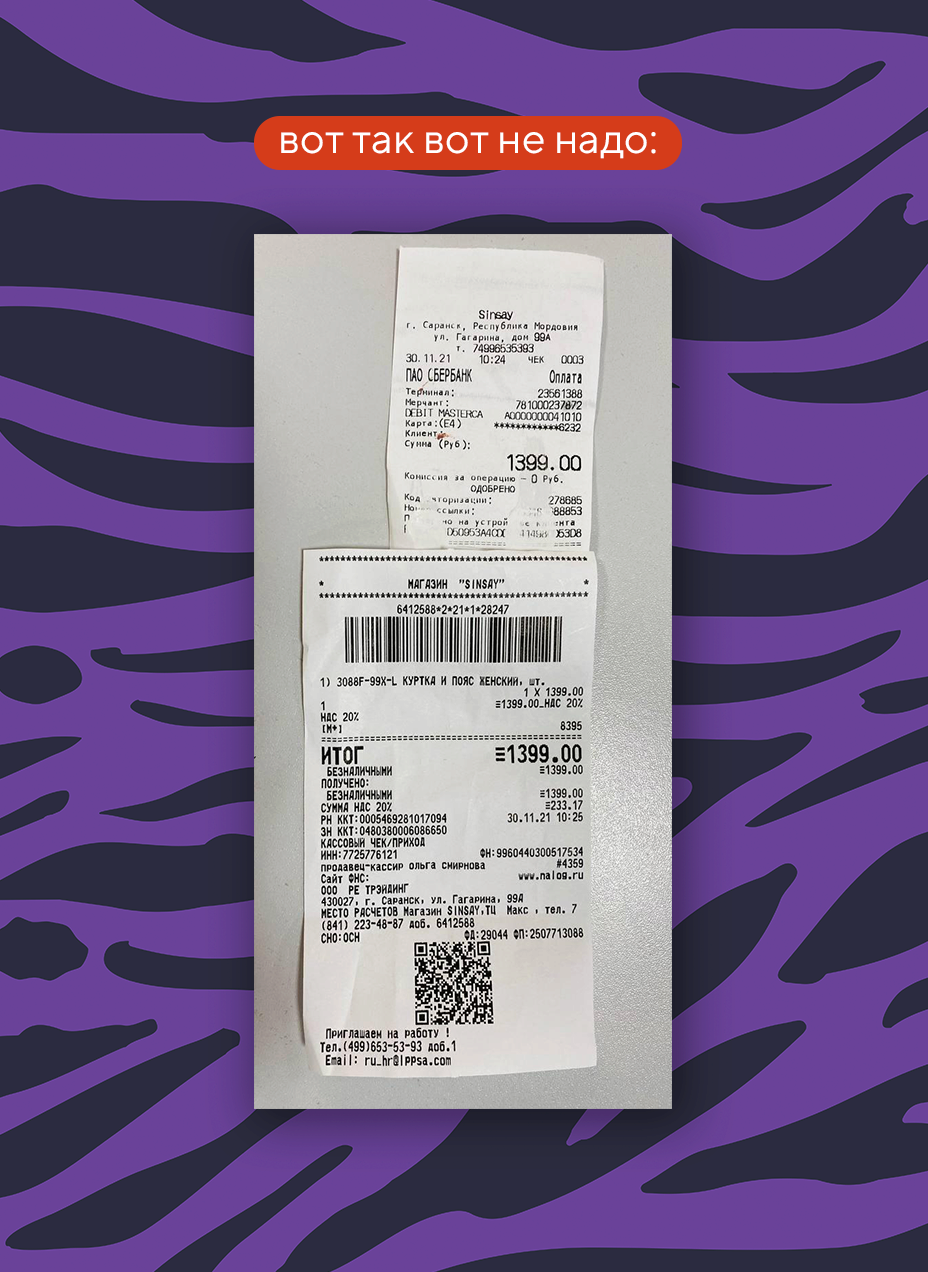 вот так вот не надо:
Sinsay
г. Саранск, Республика Мордовия
ул. Гагарина, дом 99А
т. 74996535393
30.11.21 10:24 ЧЕК 0003
ПАО СБЕРБАНК Оплата
Терминал: 23561388
Мерчант: 781000237872
DEBIT MASTERCA A0000000041010
Карта:(E4) ************6232
Клиент:
Сумма (Руб):
1399.00
Комиссия за операцию – 0 Руб.
ОДОБРЕНО
Код 278685
88853
на
****************************************
* МАГАЗИН "SINSAY" *
****************************************
6412588*2*21*1*28247
1) 3088F-99X-L КУРТКА И ПОЯС ЖЕНСКИЙ, шт.
1 X 1399.00
1 ≡1399.00_НДС 20%
НДС 20%
[M+] 8395
ИТОГ ≡1399.00
БЕЗНАЛИЧНЫМИ ≡1399.00
ПОЛУЧЕНО:
БЕЗНАЛИЧНЫМИ ≡1399.00
СУММА НДС 20% ≡233.17
РН ККТ:0005469281017094 30.11.21 10:25
ЗН ККТ:0480380006086650
КАССОВЫЙ ЧЕК/ПРИХОД
ИНН:7725776121 ФН:9960440300517534
продавец-кассир ольга смирнова #4359
Сайт ФНС: www.nalog.ru
ООО РЕ ТРЭЙДИНГ
430027, г. Саранск, ул. Гагарина, 99А
МЕСТО РАСЧЕТОВ Магазин SINSAY,ТЦ Макс , тел. 7
(841) 223-48-87 доб. 6412588
СНО:ОСН ФД:29044 ФП:2507713088
Приглашаем на работу !
Тел.(499)653-53-93 доб.1
Email: ru_hr@lppsa.com